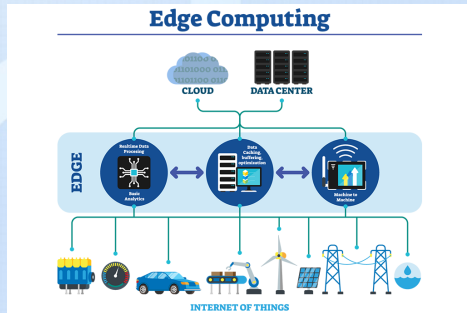 Edge Computing
CLOUD
DATA CENTER
EDGE
Realtime Data
Procesing
Basic
Analytics
Data
Caching,
buffering,
optimization
Machine to
Machine
INTERNET OF THINGS